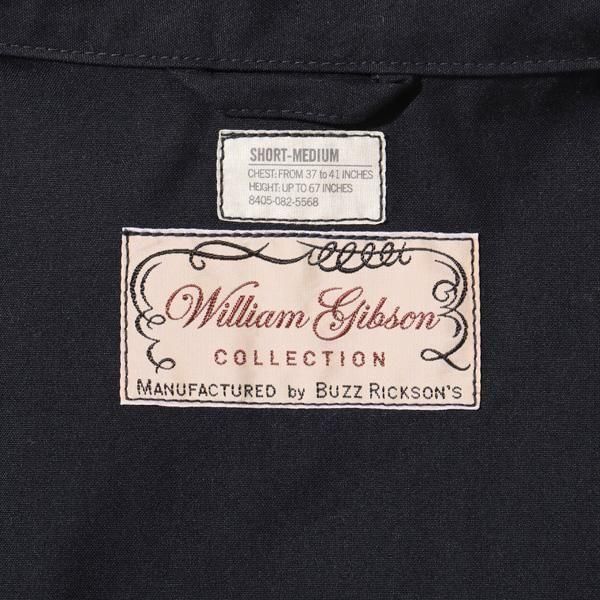 SHORT-MEDIUM
CHEST: FROM 37 to 41 INCHES
HEIGHT: UP TO 67 INCHES
8405-082-5568
William Gibson
COLLECTION
MANUFACTURED by BUZZ RICKSON'S